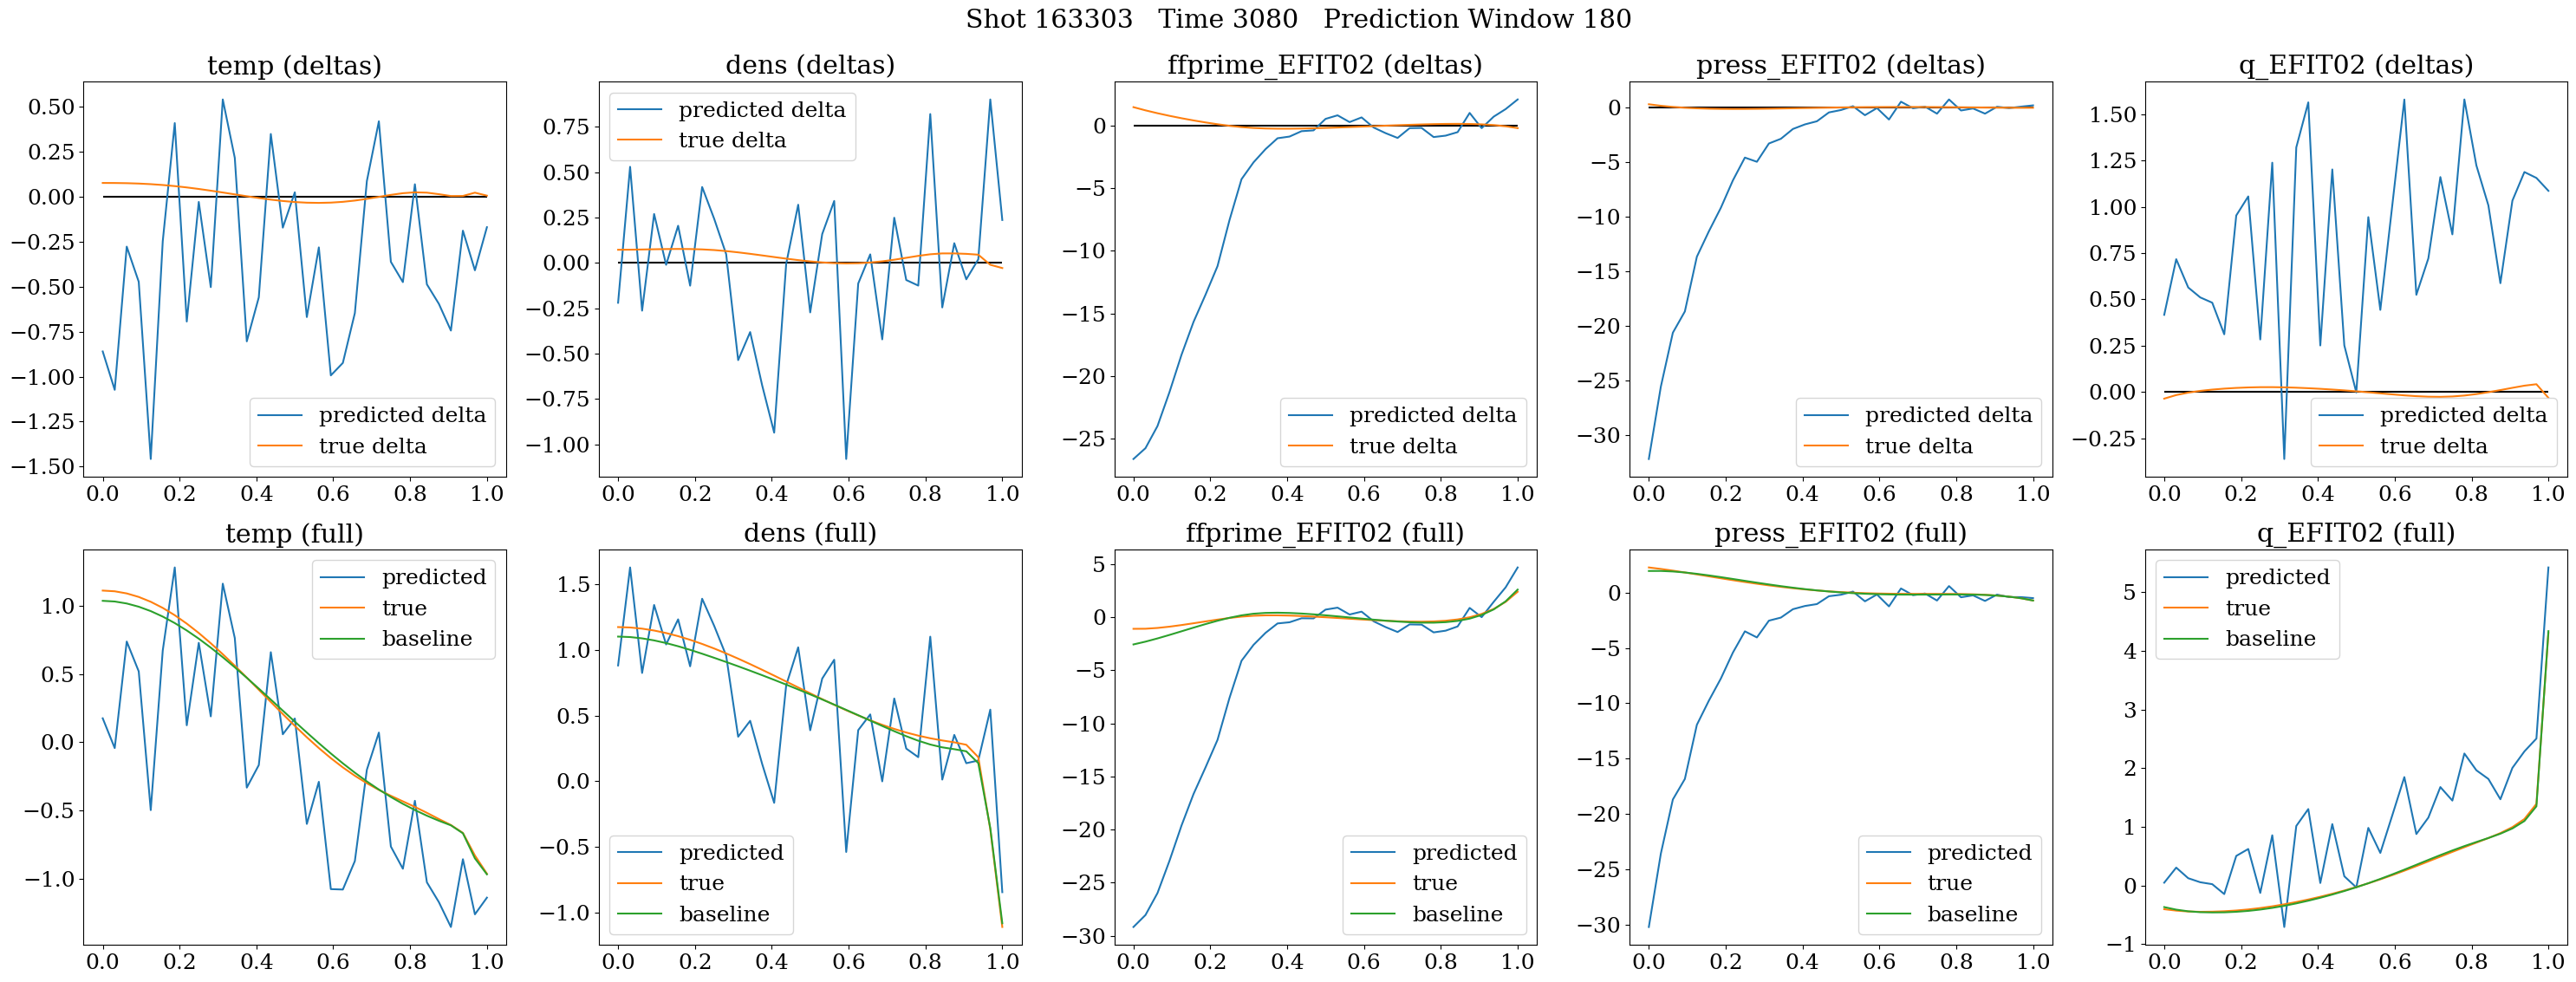 Shot 163303   Time 3080   Prediction Window 180
temp (deltas)
0.50
0.25
0.00
−0.25
−0.50
−0.75
−1.00
−1.25
−1.50
0.0 0.2 0.4 0.6 0.8 1.0
predicted delta
true delta
dens (deltas)
0.75
0.50
0.25
0.00
−0.25
−0.50
−0.75
−1.00
0.0 0.2 0.4 0.6 0.8 1.0
predicted delta
true delta
ffprime_EFIT02 (deltas)
0
−5
−10
−15
−20
−25
0.0 0.2 0.4 0.6 0.8 1.0
predicted delta
true delta
press_EFIT02 (deltas)
0
−5
−10
−15
−20
−25
−30
0.0 0.2 0.4 0.6 0.8 1.0
predicted delta
true delta
q_EFIT02 (deltas)
1.50
1.25
1.00
0.75
0.50
0.25
0.00
−0.25
0.0 0.2 0.4 0.6 0.8 1.0
predicted delta
true delta
temp (full)
1.0
0.5
0.0
−0.5
−1.0
0.0 0.2 0.4 0.6 0.8 1.0
predicted
true
baseline
dens (full)
1.5
1.0
0.5
0.0
−0.5
−1.0
0.0 0.2 0.4 0.6 0.8 1.0
predicted
true
baseline
ffprime_EFIT02 (full)
5
0
−5
−10
−15
−20
−25
−30
0.0 0.2 0.4 0.6 0.8 1.0
predicted
true
baseline
press_EFIT02 (full)
0
−5
−10
−15
−20
−25
−30
0.0 0.2 0.4 0.6 0.8 1.0
predicted
true
baseline
q_EFIT02 (full)
5
4
3
2
1
0
−1
0.0 0.2 0.4 0.6 0.8 1.0
predicted
true
baseline